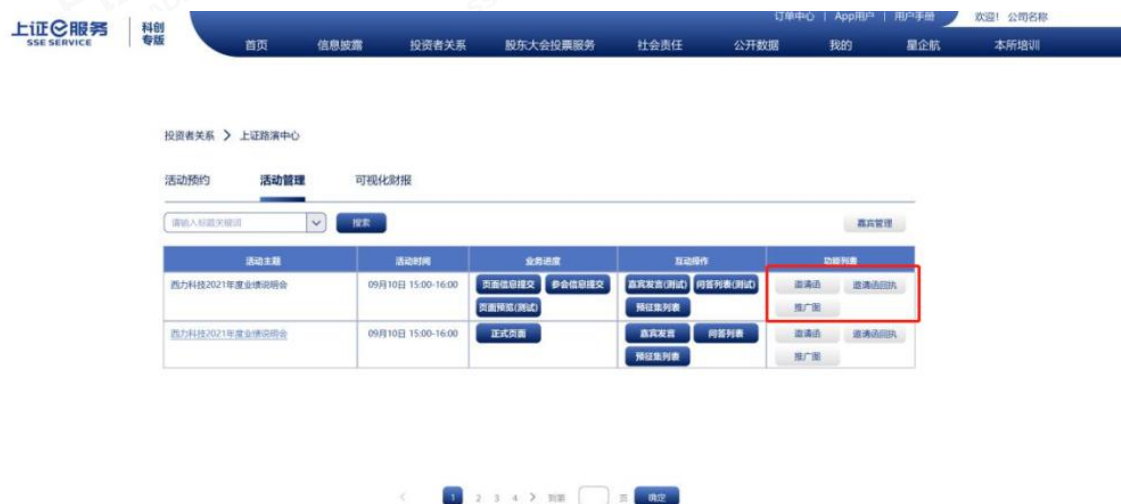 订单中心 | App用户 | 用户手册 欢迎! 公司名称
上证e服务 SSE SERVICE 科创专版
首页 信息披露 投资者关系 股东大会投票服务 社会责任 公开数据 我的 星企航 本所培训
投资者关系 > 上证路演中心
活动预约 活动管理 可视化财报
请输入标题关键词 搜索 嘉宾管理
活动主题 活动时间 业务进度 互动操作 功能列表
西力科技2021年度业绩说明会 09月10日 15:00-16:00 页面信息提交 参会信息提交 嘉宾发言(测试) 问答列表(测试) 邀请函 邀请函回执
页面预览(测试) 预征集列表 推广图
西力科技2021年度业绩说明会 09月10日 15:00-16:00 正式页面 嘉宾发言 问答列表 邀请函 邀请函回执
预征集列表 推广图
< 1 2 3 4 > 到第 页 确定